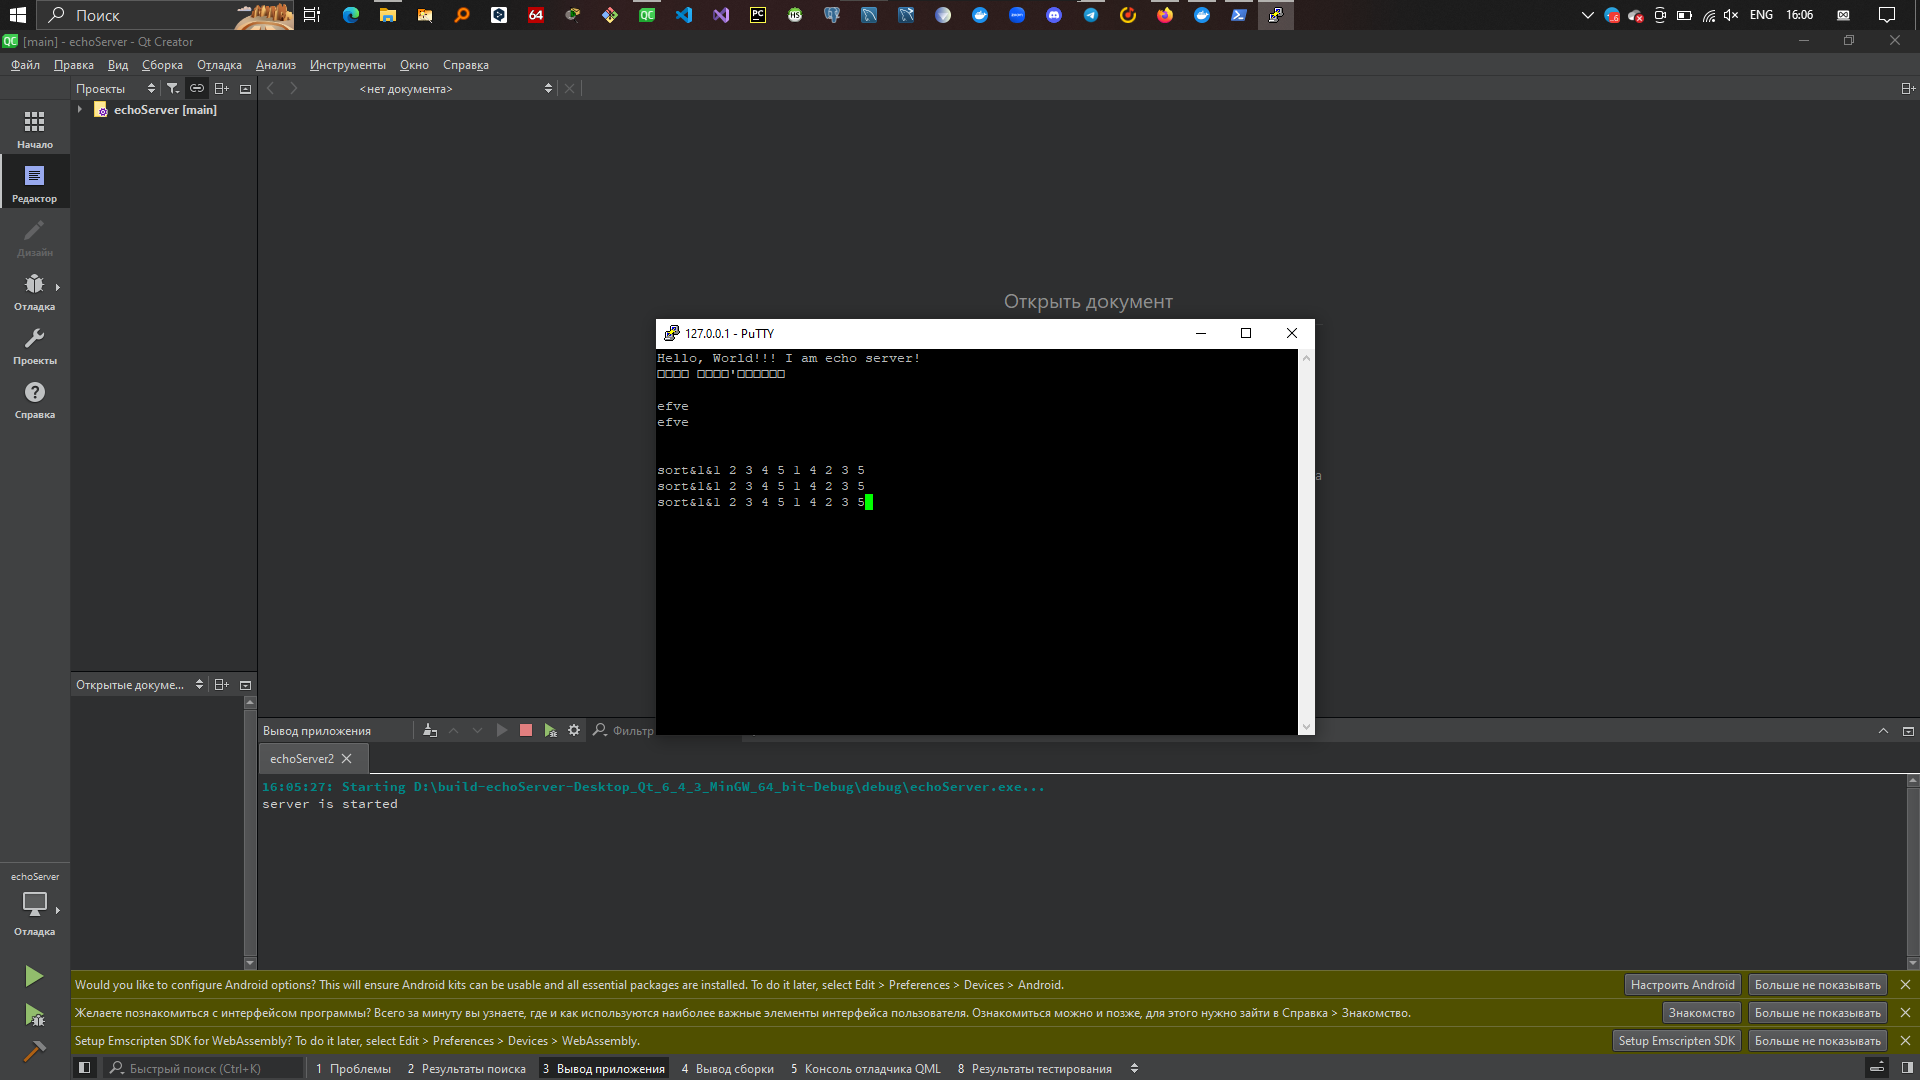 Поиск
64
QC
PC
HS
ENG
16:06
QC [main] - echoServer - Qt Creator
Файл Правка Вид Сборка Отладка Анализ Инструменты Окно Справка
Проекты
<нет документа>
echoServer [main]
Начало
Редактор
Дизайн
Отладка
Проекты
Справка
Открыть документ
127.0.0.1 - PuTTY
Hello, World!!! I am echo server!
□□□□ □□□□'□□□□□□
efve
efve
sort&1&1 2 3 4 5 1 4 2 3 5
sort&1&1 2 3 4 5 1 4 2 3 5
sort&1&1 2 3 4 5 1 4 2 3 5
а
Открытые докуме...
Вывод приложения
Фильтр
echoServer2
16:05:27: Starting D:\build-echoServer-Desktop_Qt_6_4_3_MinGW_64_bit-Debug\debug\echoServer.exe...
server is started
echoServer
Отладка
Would you like to configure Android options? This will ensure Android kits can be usable and all essential packages are installed. To do it later, select Edit > Preferences > Devices > Android.
Настроить Android
Больше не показывать
Желаете познакомиться с интерфейсом программы? Всего за минуту вы узнаете, где и как используются наиболее важные элементы интерфейса пользователя. Ознакомиться можно и позже, для этого нужно зайти в Справка > Знакомство.
Знакомство
Больше не показывать
Setup Emscripten SDK for WebAssembly? To do it later, select Edit > Preferences > Devices > WebAssembly.
Setup Emscripten SDK
Больше не показывать
Быстрый поиск (Ctrl+K)
1 Проблемы
2 Результаты поиска
3 Вывод приложения
4 Вывод сборки
5 Консоль отладчика QML
8 Результаты тестирования